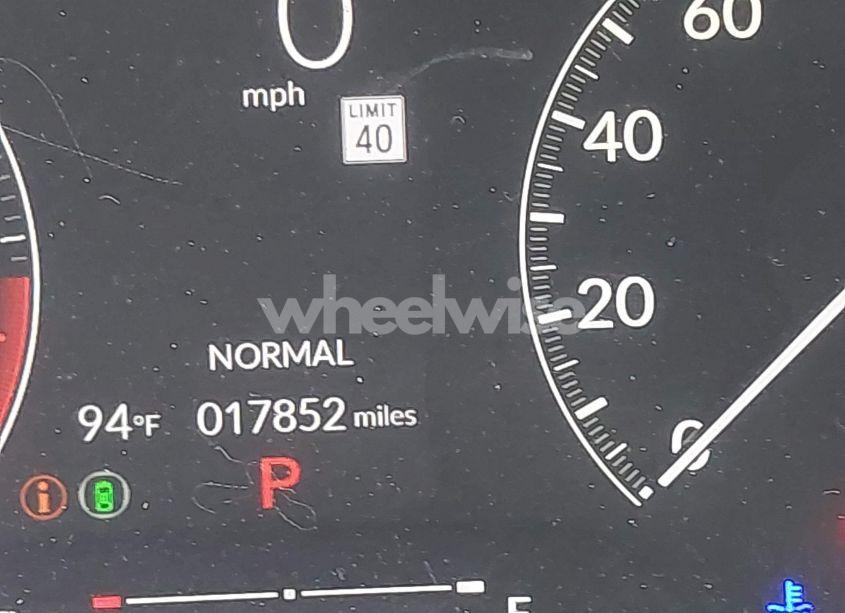 0
60
mph
LIMIT
40
40
20
wheelwise
NORMAL
94°F
017852 miles
0
P
i
E